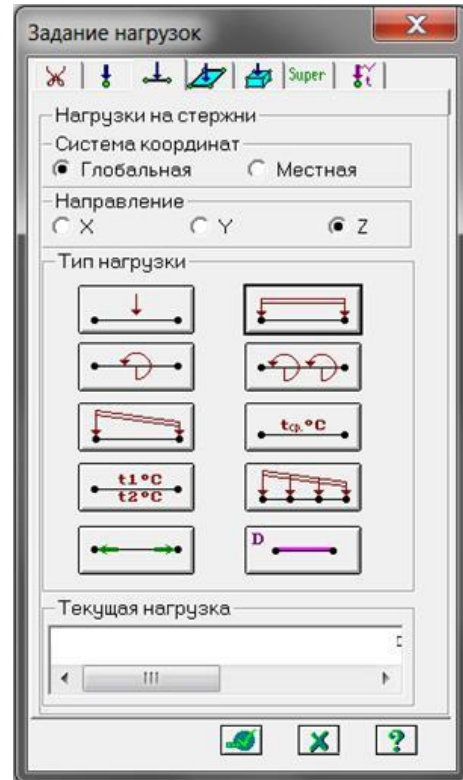 Задание нагрузок
Super
t
Нагрузки на стержни
Система координат
Глобальная Местная
Направление
X Y Z
Тип нагрузки
tср.°C
t1°C
t2°C
D
Текущая нагрузка